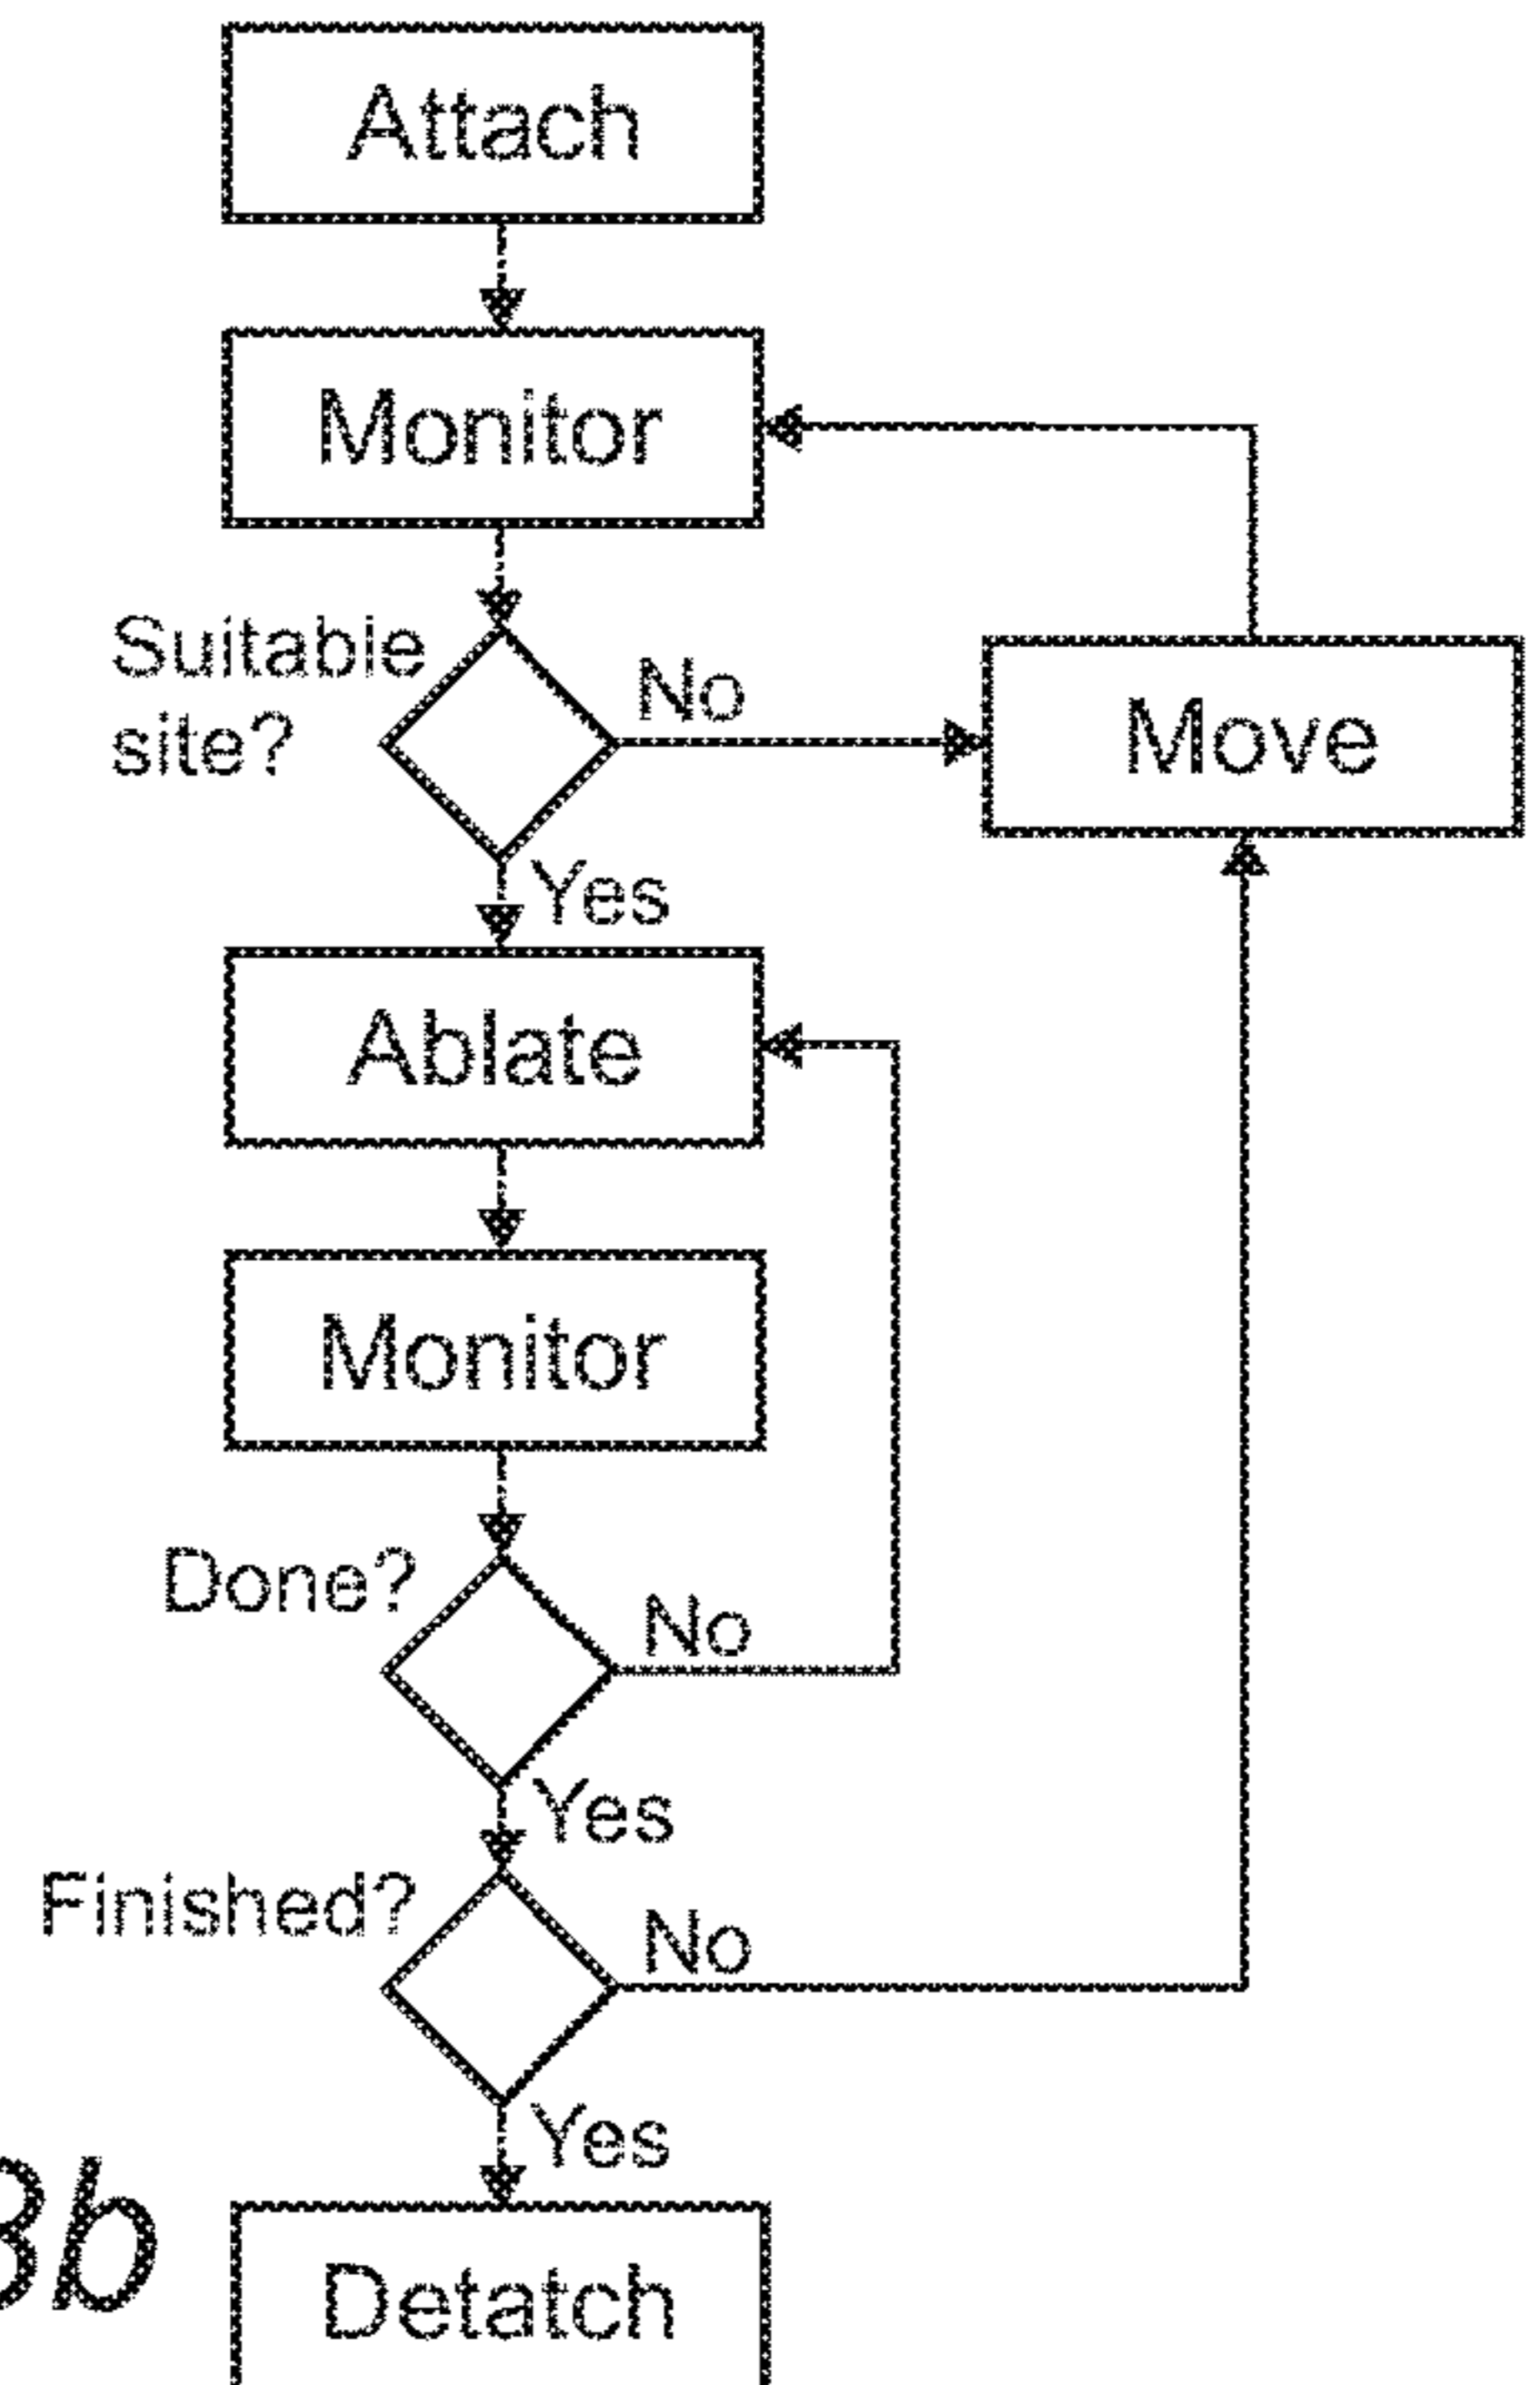 Attach
Monitor
Suitable
site?
No
Move
Yes
Ablate
Monitor
Done?
No
Yes
Finished?
No
Yes
3b
Detatch